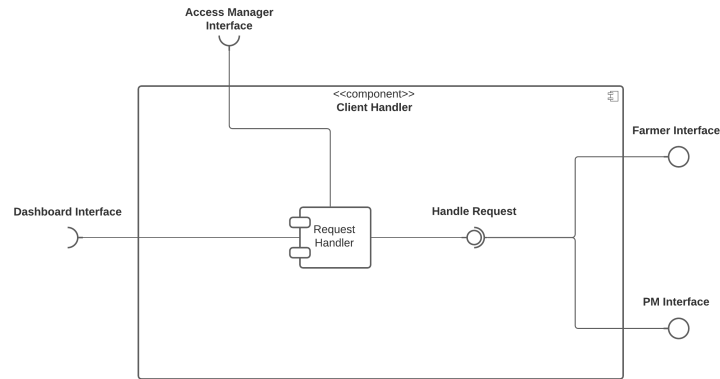 Access Manager
Interface
<<component>>
Client Handler
Farmer Interface
Dashboard Interface
Handle Request
Request
Handler
PM Interface